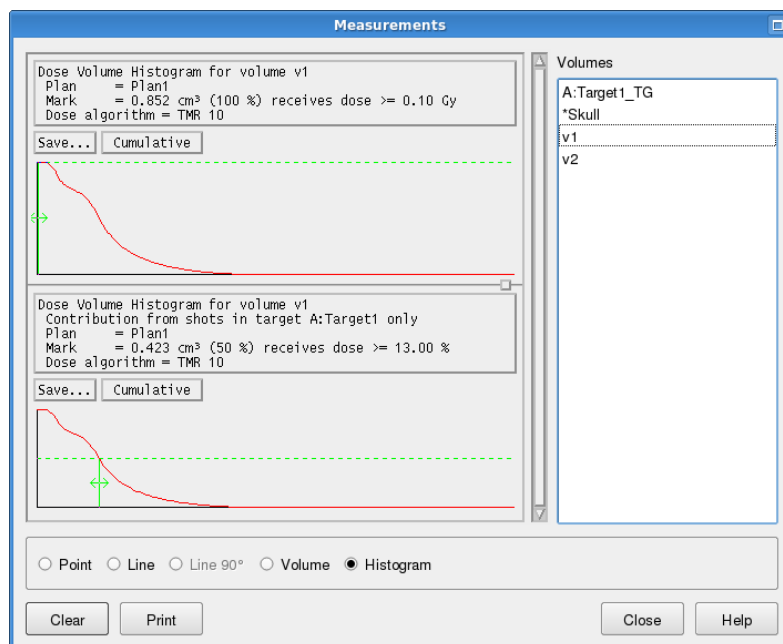 Measurements
Dose Volume Histogram for volume v1
Plan = Plan1
Mark = 0.852 cm³ (100 %) receives dose >= 0.10 Gy
Dose algorithm = TMR 10
Save... Cumulative
Dose Volume Histogram for volume v1
Contribution from shots in target A:Target1 only
Plan = Plan1
Mark = 0.423 cm³ (50 %) receives dose >= 13.00 %
Dose algorithm = TMR 10
Save... Cumulative
Volumes
A:Target1_TG
*Skull
v1
v2
Point Line Line 90° Volume Histogram
Clear Print Close Help